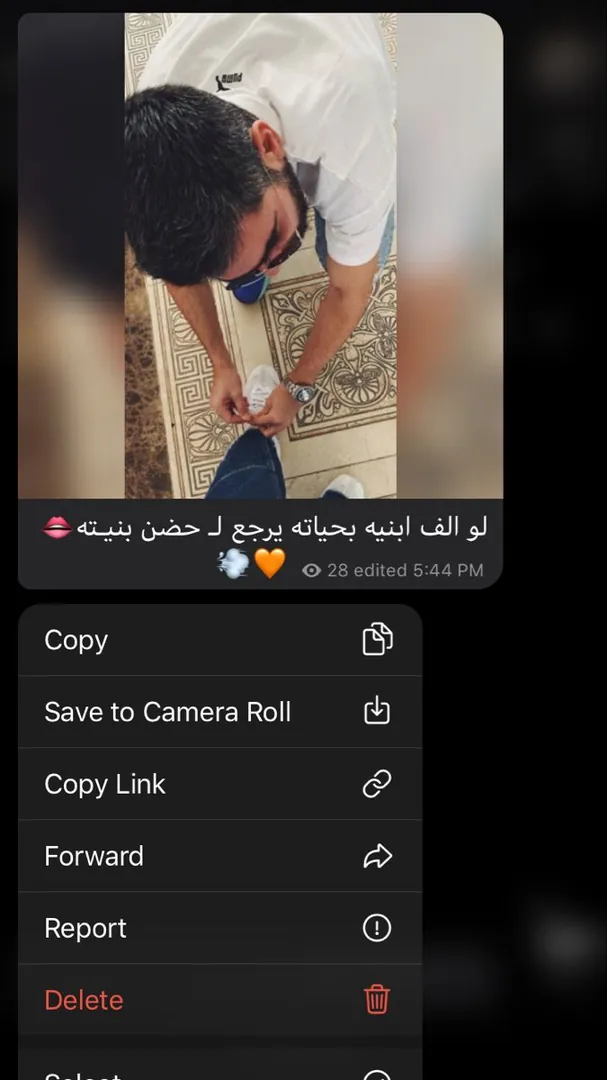 PUMA
لو الف ابنيه بحياته يرجع لـ حضن بنيـته🫦
💨🧡 28 edited 5:44 PM
Copy
Save to Camera Roll
Copy Link
Forward
Report
Delete
Select